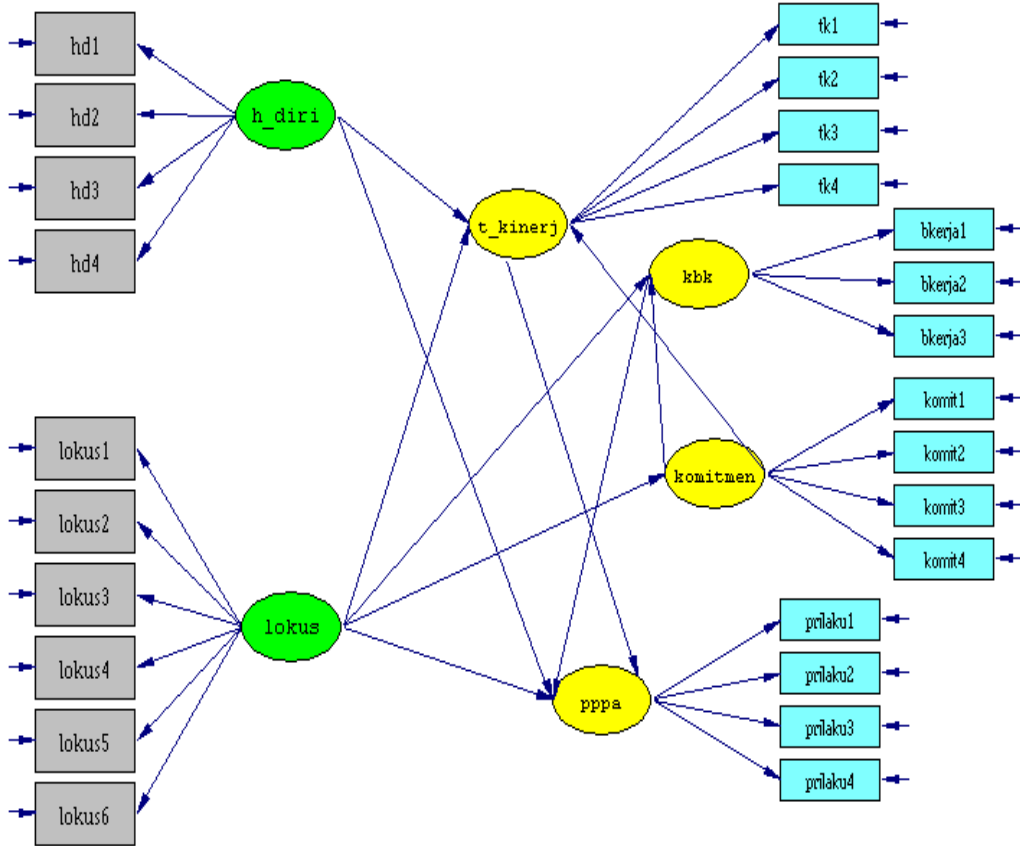 hd1
hd2
hd3
hd4
h_diri
lokus1
lokus2
lokus3
lokus4
lokus5
lokus6
lokus
t_kinerj
kbk
komitmen
pppa
tk1
tk2
tk3
tk4
bkerja1
bkerja2
bkerja3
komit1
komit2
komit3
komit4
prilaku1
prilaku2
prilaku3
prilaku4